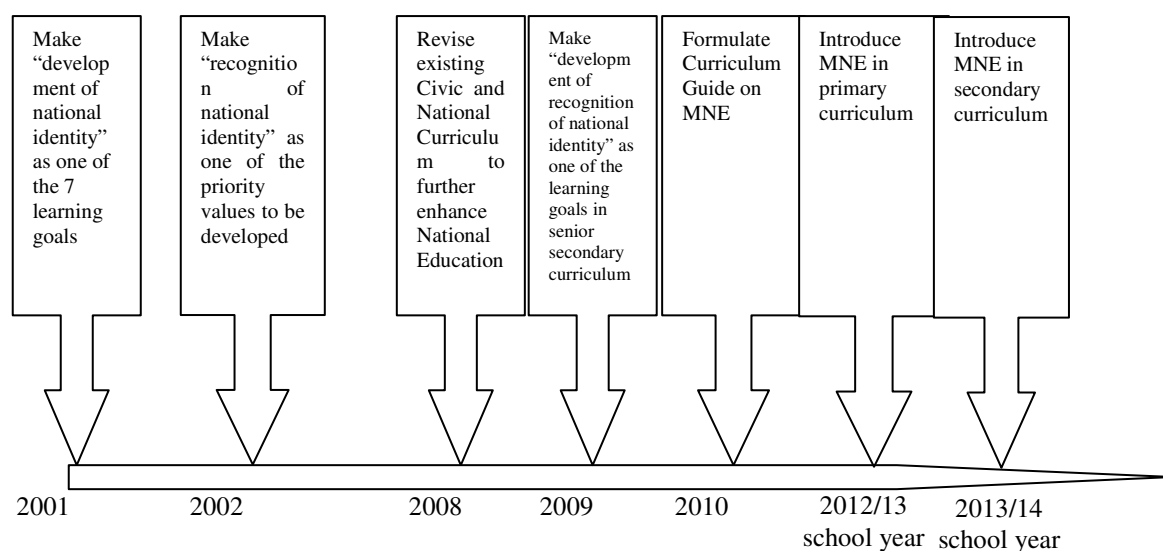 Make
“develop
ment of
national
identity”
as one of
the 7
learning
goals
Make
“recognitio
n of
national
identity” as
one of the
priority
values to be
developed
Revise
existing
Civic and
National
Curriculu
m to
further
enhance
National
Education
Make
“developm
ent of
recognition
of national
identity” as
one of the
learning
goals in
senior
secondary
curriculum
Formulate
Curriculum
Guide on
MNE
Introduce
MNE in
primary
curriculum
Introduce
MNE in
secondary
curriculum
2001
2002
2008
2009
2010
2012/13
school year
2013/14
school year